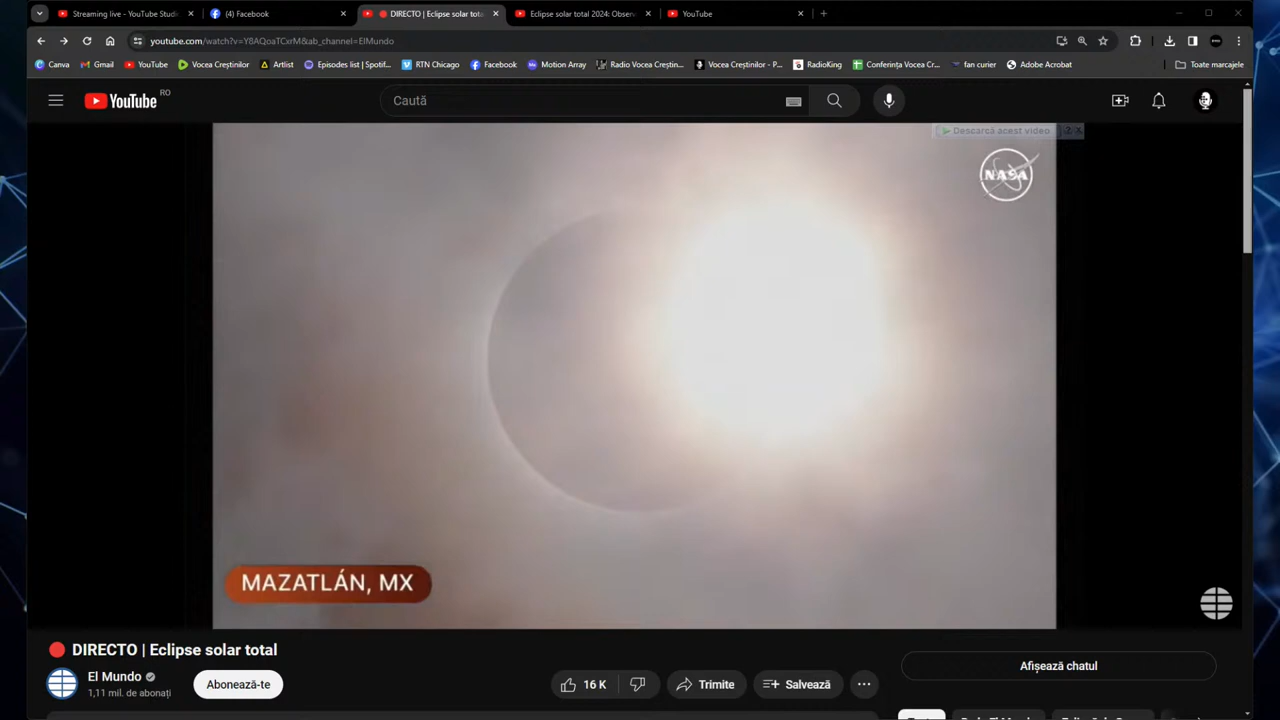 Streaming live - YouTube Studi
(4) Facebook
DIRECTO | Eclipse solar tota
Eclipse solar total 2024: Obser
YouTube
youtube.com/watch?v=Y8AQoaTCxrM&ab_channel=ElMundo
Canva
Gmail
YouTube
Vocea Creștinilor
Artlist
Episodes list | Spotif...
RTN Chicago
Facebook
Motion Array
Radio Vocea Creștin...
Vocea Creștinilor - P...
RadioKing
Conferința Vocea Cr...
fan curier
Adobe Acrobat
Toate marcajele
YouTube RO
Caută
Descarcă acest video
NASA
MAZATLÁN, MX
DIRECTO | Eclipse solar total
El Mundo
1,11 mil. de abonați
Abonează-te
16 K
Trimite
Salvează
Afișează chatul